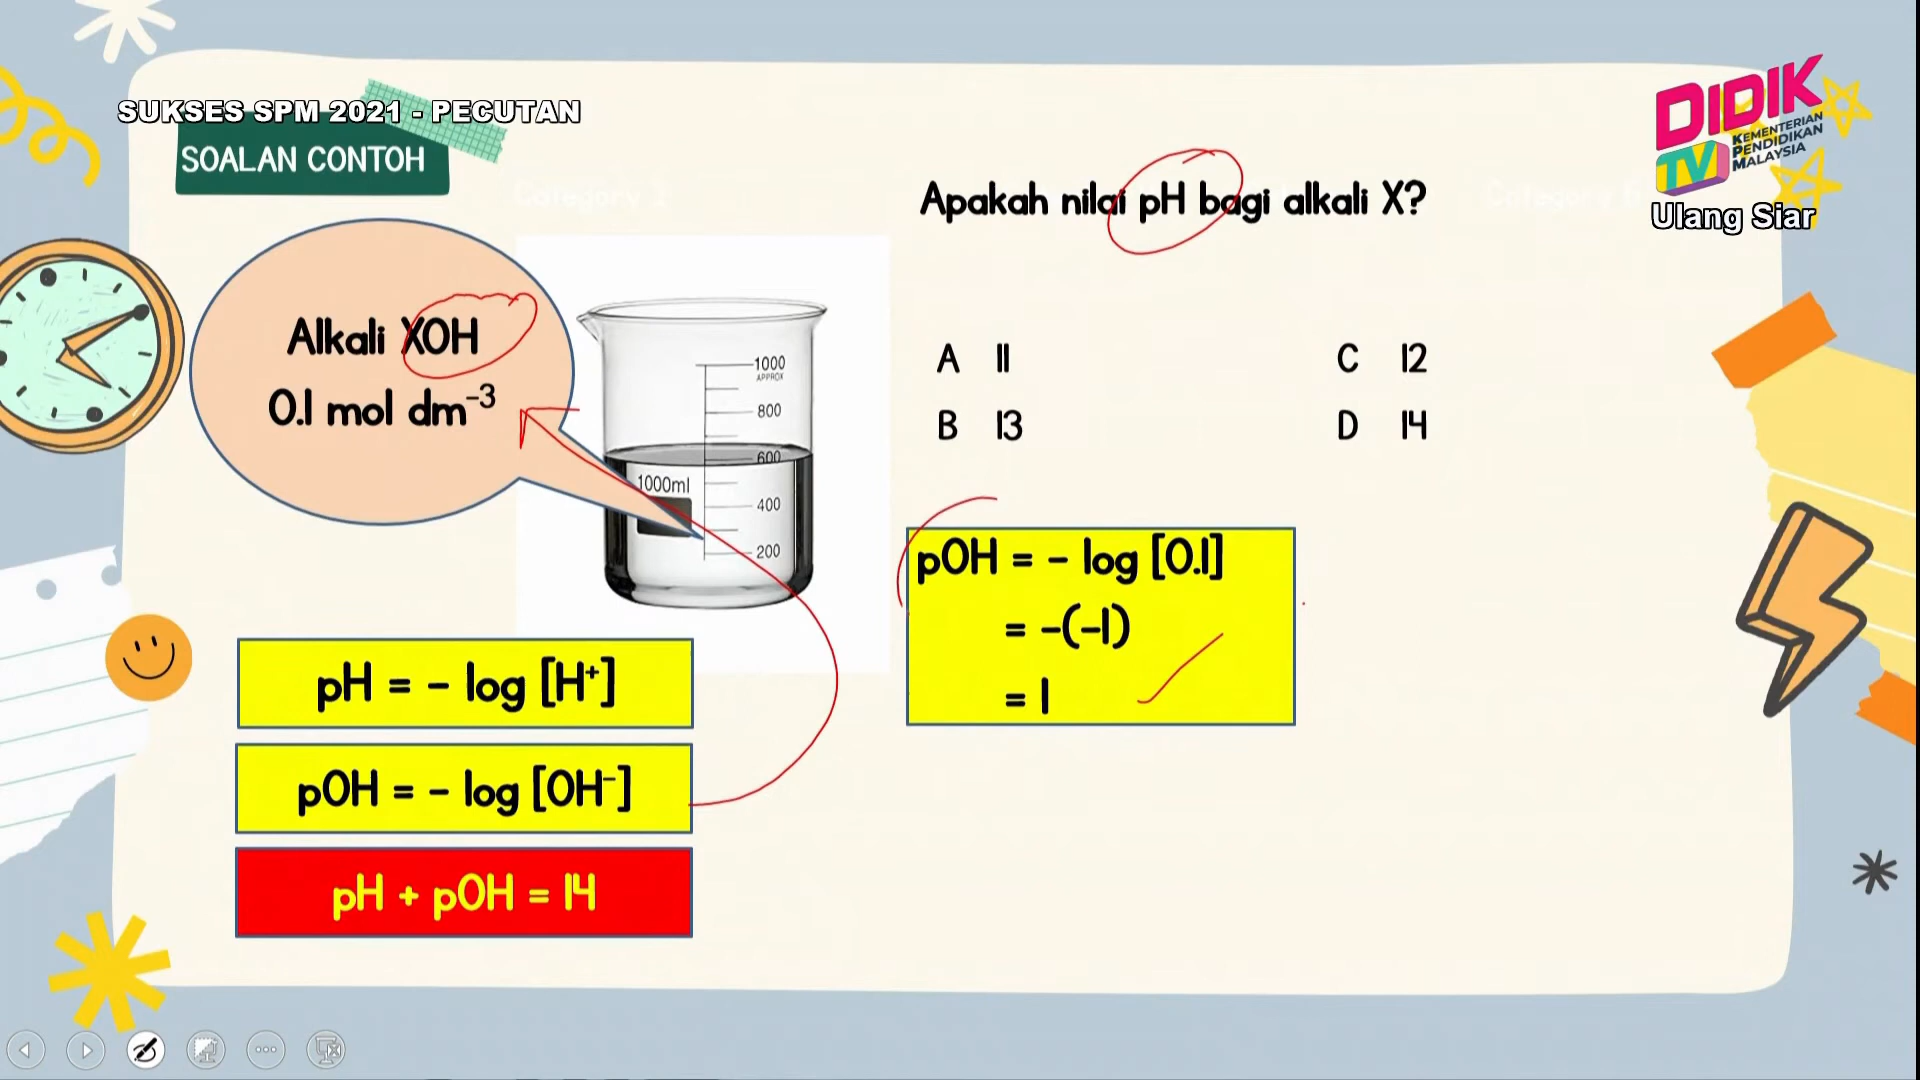 SUKSES SPM 2021 - PECUTAN
SOALAN CONTOH
DIDIK
TV
KEMENTERIAN
PENDIDIKAN
MALAYSIA
Ulang Siar
Apakah nilai pH bagi alkali X?
Alkali XOH
0.1 mol dm⁻³
1000
APPROX
800
600
1000ml
400
200
A 11
C 12
B 13
D 14
pOH = - log [0.1]
= -(-1)
= 1
pH = - log [H⁺]
pOH = - log [OH⁻]
pH + pOH = 14